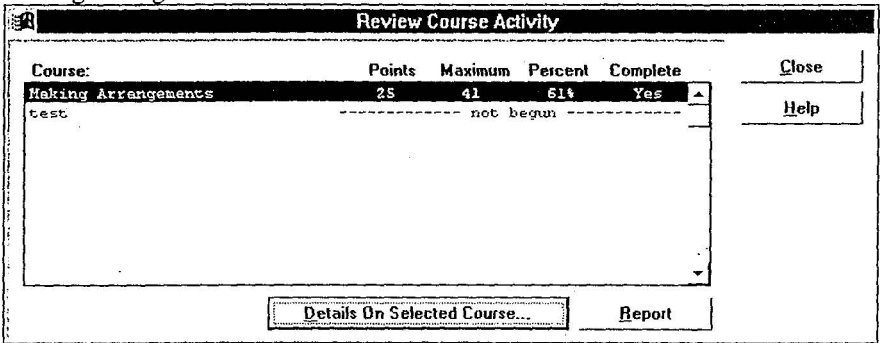 Review Course Activity
Course: Points Maximum Percent Complete
Making Arrangements 25 41 61% Yes
test ------------- not begun ------------
Close
Help
Details On Selected Course...
Report